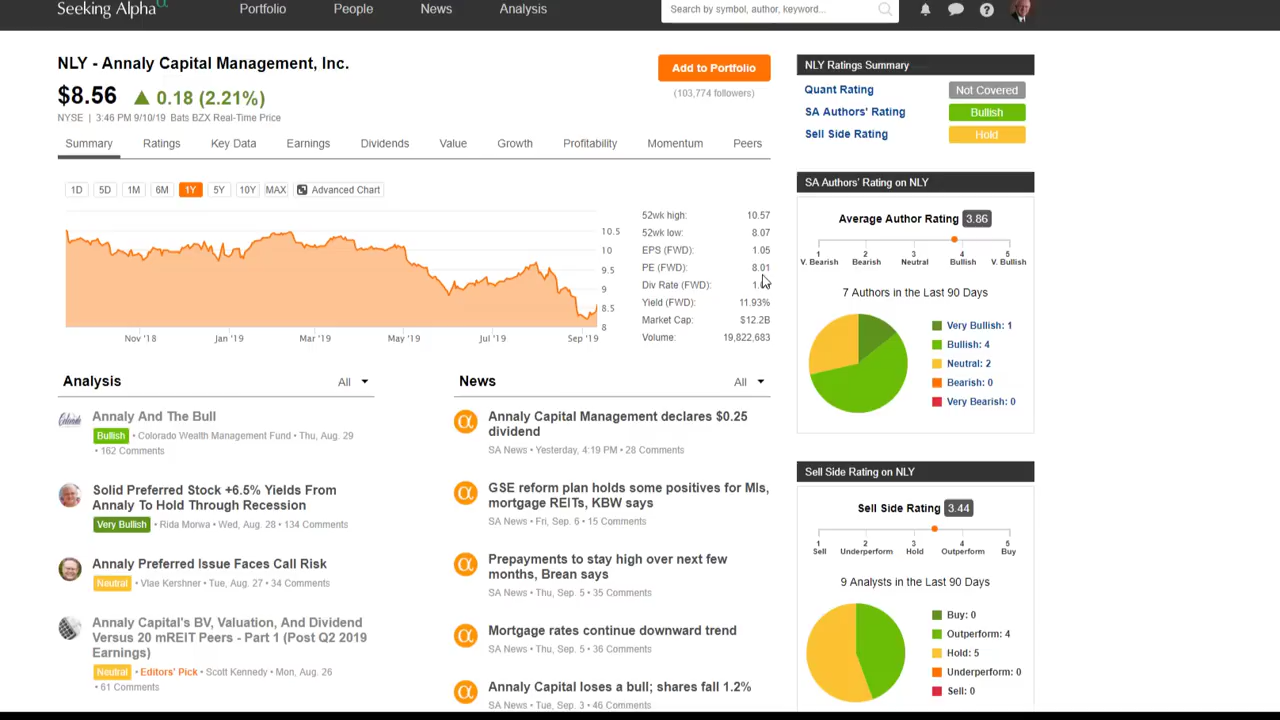 Seeking Alpha α
Portfolio People News Analysis
Search by symbol, author, keyword...
NLY - Annaly Capital Management, Inc.
Add to Portfolio
(103,774 followers)
$8.56 0.18 (2.21%)
NYSE | 3.46 PM 9/10/19 Bats BZX Real-Time Price
Summary Ratings Key Data Earnings Dividends Value Growth Profitability Momentum Peers
1D 5D 1M 6M 1Y 5Y 10Y MAX Advanced Chart
10.5
10
9.5
9
8.5
8
Nov '18 Jan '19 Mar '19 May '19 Jul '19 Sep '19
52wk high: 10.57
52wk low: 8.07
EPS (FWD): 1.05
PE (FWD): 8.01
Div Rate (FWD):
Yield (FWD): 11.93%
Market Cap: $12.2B
Volume: 19,822,683
Analysis
All
Annaly And The Bull
Bullish • Colorado Wealth Management Fund • Thu, Aug. 29
• 162 Comments
Solid Preferred Stock +6.5% Yields From
Annaly To Hold Through Recession
Very Bullish • Rida Morwa • Wed, Aug. 28 • 134 Comments
Annaly Preferred Issue Faces Call Risk
Neutral • Vlae Kershner • Tue, Aug. 27 • 34 Comments
Annaly Capital's BV, Valuation, And Dividend
Versus 20 mREIT Peers - Part 1 (Post Q2 2019
Earnings)
Neutral • Editors' Pick • Scott Kennedy • Mon, Aug. 26
• 61 Comments
News
All
Annaly Capital Management declares $0.25
dividend
SA News • Yesterday, 4:19 PM • 28 Comments
GSE reform plan holds some positives for MIs,
mortgage REITs, KBW says
SA News • Fri, Sep. 6 • 15 Comments
Prepayments to stay high over next few
months, Brean says
SA News • Thu, Sep. 5 • 35 Comments
Mortgage rates continue downward trend
SA News • Thu, Sep. 5 • 36 Comments
Annaly Capital loses a bull; shares fall 1.2%
SA News • Tue, Sep. 3 • 46 Comments
NLY Ratings Summary
Quant Rating Not Covered
SA Authors' Rating Bullish
Sell Side Rating Hold
SA Authors' Rating on NLY
Average Author Rating 3.86
1 2 3 4 5
V. Bearish Bearish Neutral Bullish V. Bullish
7 Authors in the Last 90 Days
Very Bullish: 1
Bullish: 4
Neutral: 2
Bearish: 0
Very Bearish: 0
Sell Side Rating on NLY
Sell Side Rating 3.44
1 2 3 4 5
Sell Underperform Hold Outperform Buy
9 Analysts in the Last 90 Days
Buy: 0
Outperform: 4
Hold: 5
Underperform: 0
Sell: 0